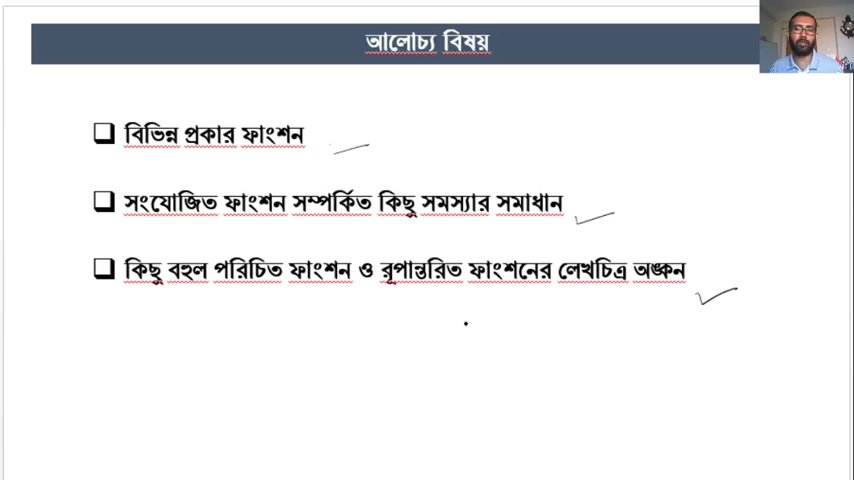 আলোচ্য বিষয়
বিভিন্ন প্রকার ফাংশন
সংযোজিত ফাংশন সম্পর্কিত কিছু সমস্যার সমাধান
কিছু বহুল পরিচিত ফাংশন ও রূপান্তরিত ফাংশনের লেখচিত্র অঙ্কন